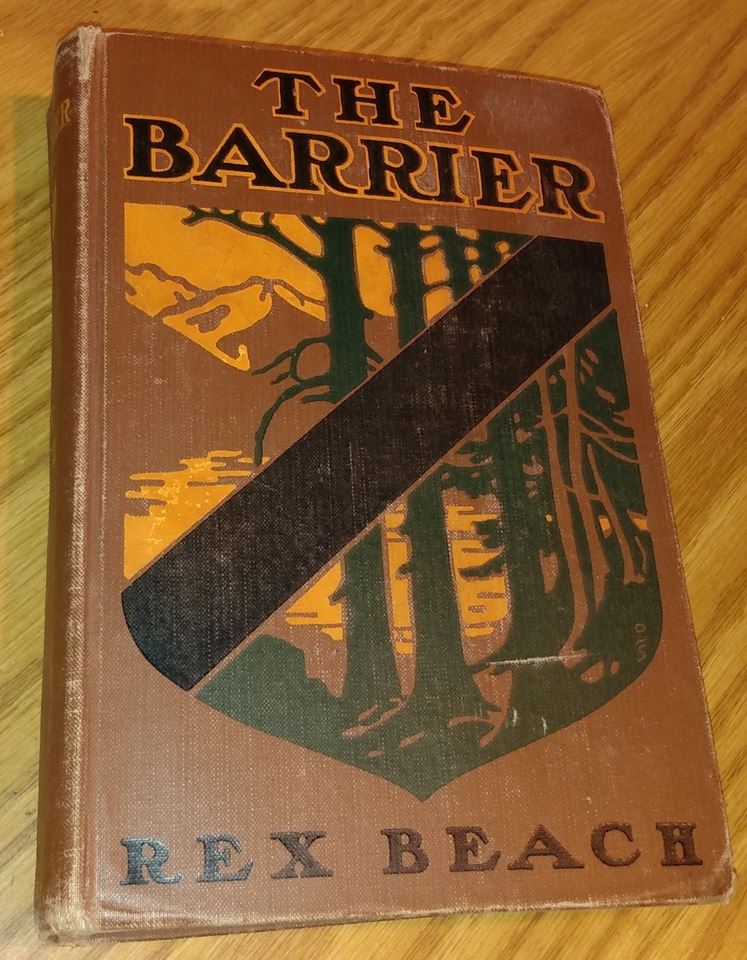 THE
BARRIER
REX BEACH